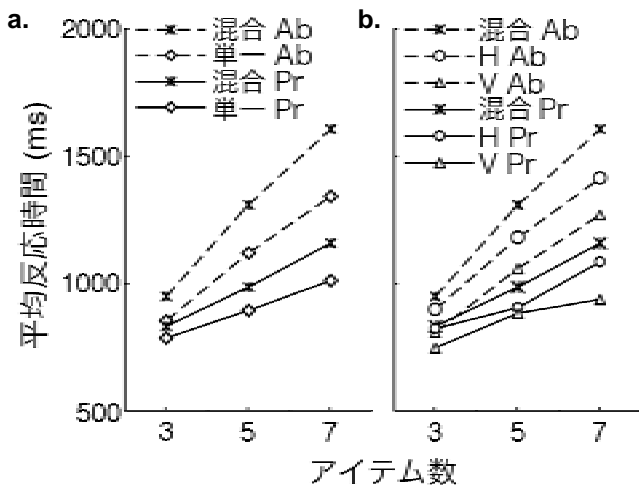 a.
2000
1500
1000
500
平均反応時間 (ms)
混合 Ab
単一 Ab
混合 Pr
単一 Pr
3 5 7
b.
混合 Ab
H Ab
V Ab
混合 Pr
H Pr
V Pr
3 5 7
アイテム数